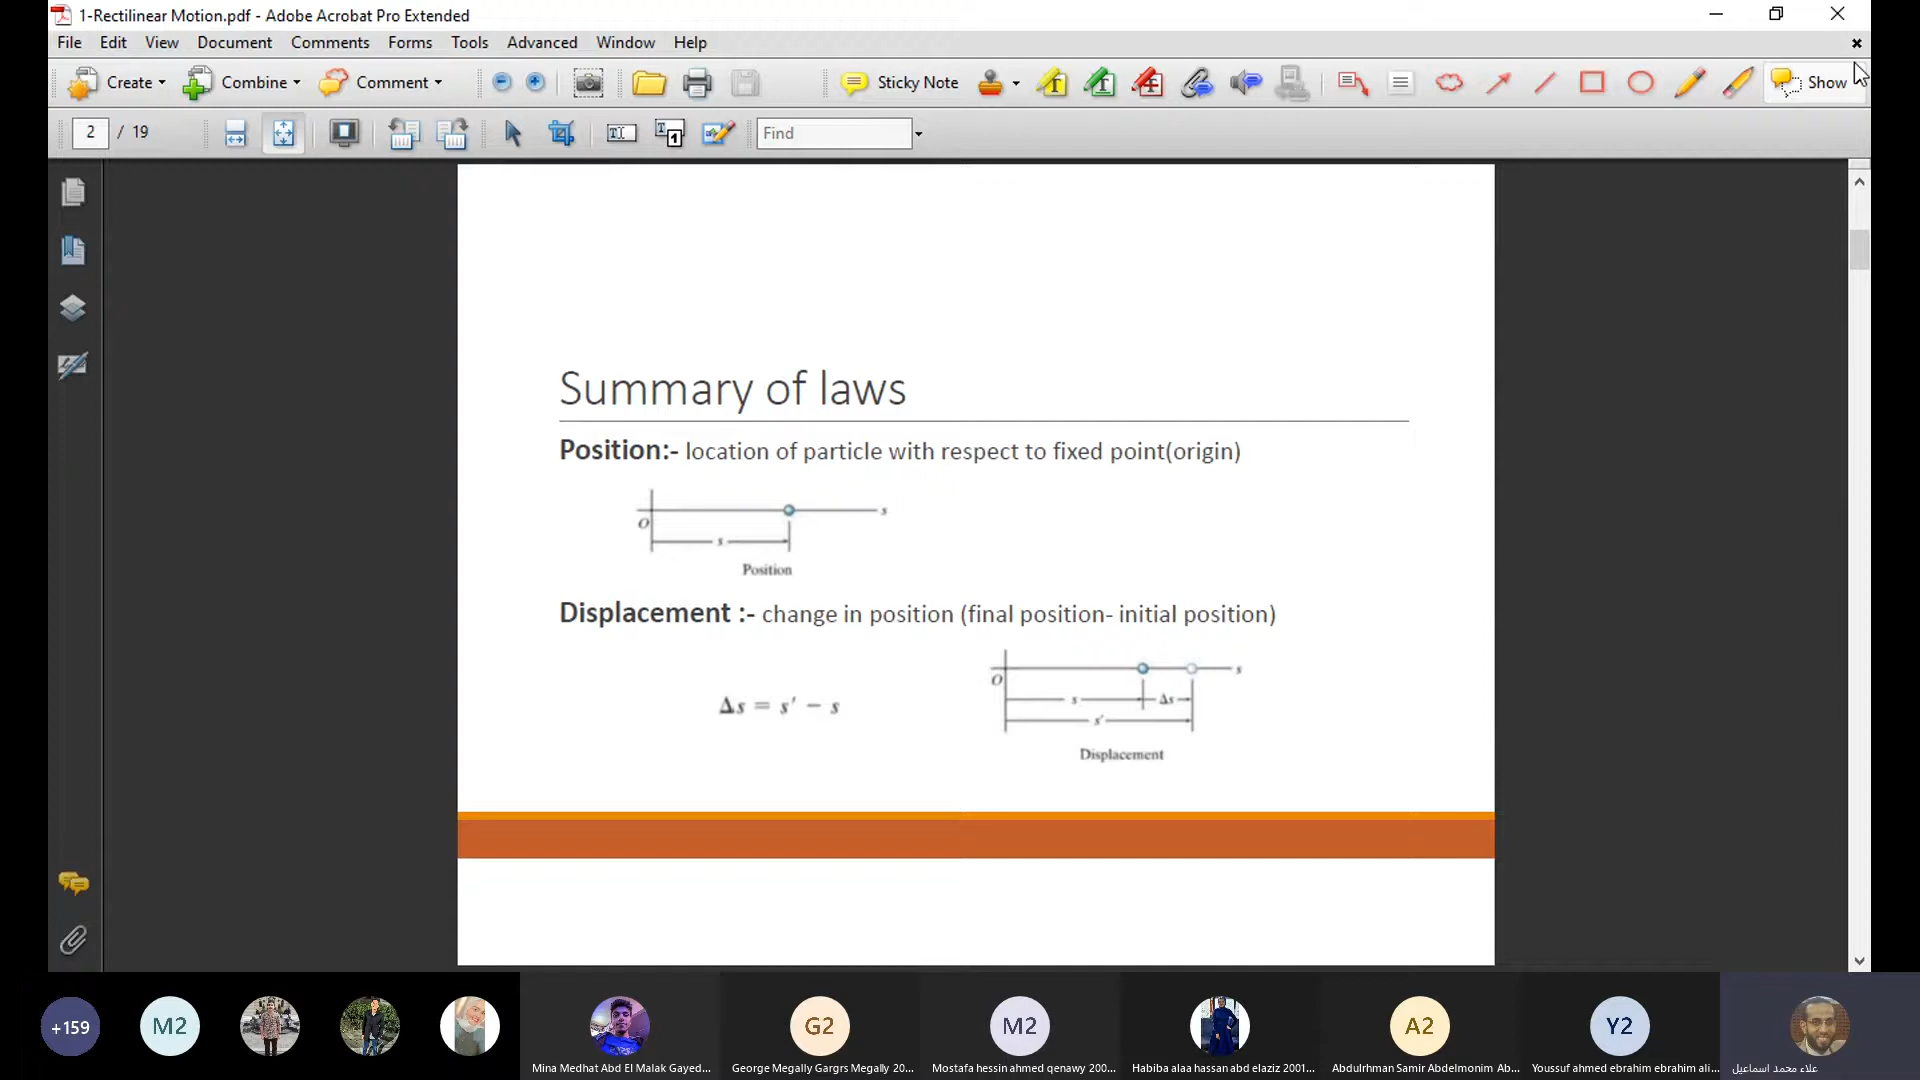 1-Rectilinear Motion.pdf - Adobe Acrobat Pro Extended
File Edit View Document Comments Forms Tools Advanced Window Help
Create Combine Comment Sticky Note Show
2 / 19 Find
Summary of laws
Position:- location of particle with respect to fixed point(origin)
O s
s
Position
Displacement :- change in position (final position- initial position)
Δs = s' − s
O s
s Δs
s'
Displacement
+159 M2 G2 M2 A2 Y2
Mina Medhat Abd El Malak Gayed... George Megally Gargrs Megally 20... Mostafa hessin ahmed qenawy 200... Habiba alaa hassan abd elaziz 2001... Abdulrhman Samir Abdelmonim Ab... Youssuf ahmed ebrahim ebrahim ali... علاء محمد اسماعيل